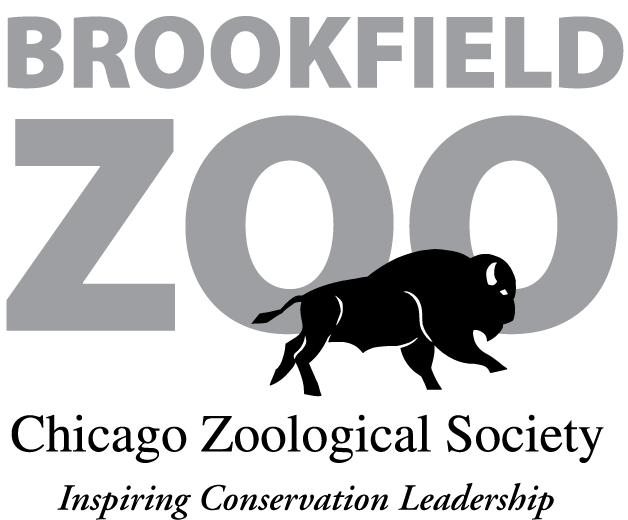 BROOKFIELD
ZOO
Chicago Zoological Society
Inspiring Conservation Leadership